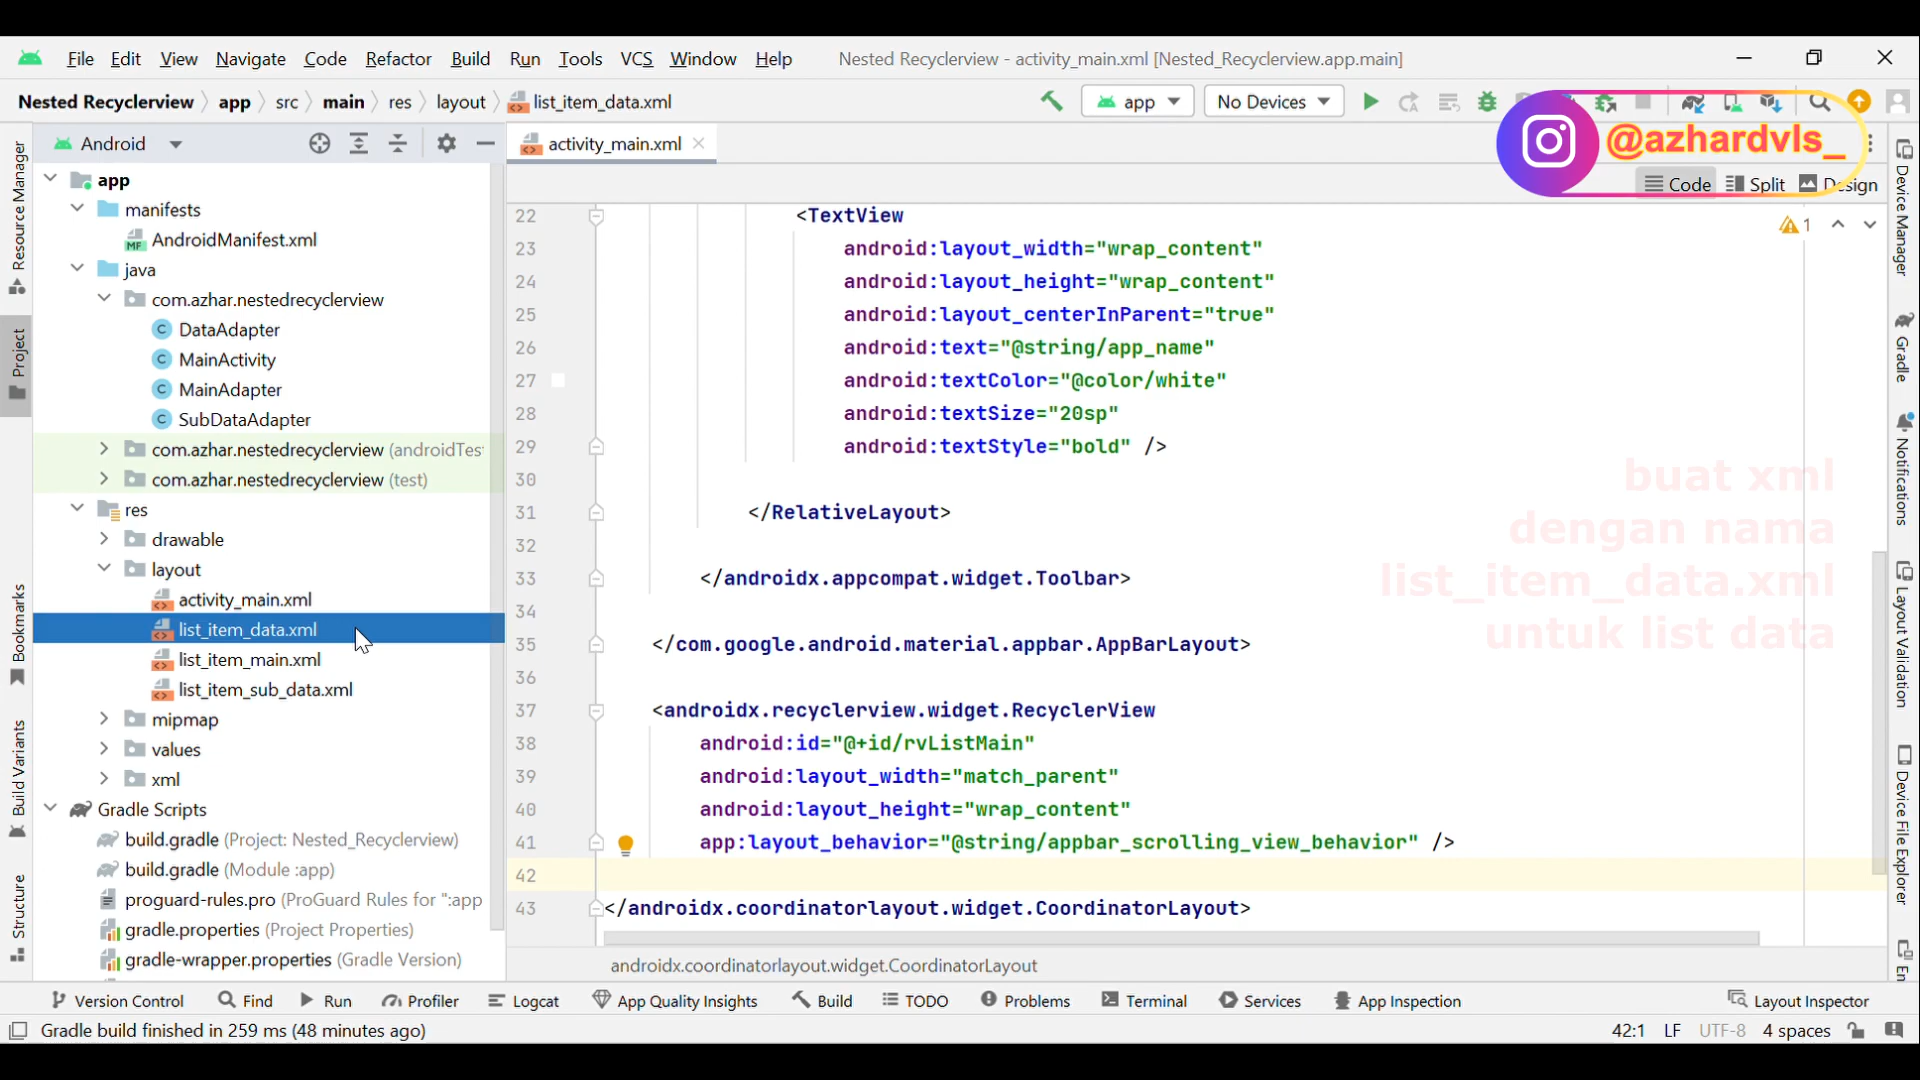 File Edit View Navigate Code Refactor Build Run Tools VCS Window Help Nested Recyclerview - activity_main.xml [Nested_Recyclerview.app.main]
Nested Recyclerview app src main res layout list_item_data.xml app No Devices
@azhardvls_
Android activity_main.xml
Code Split Design
app
manifests
AndroidManifest.xml
java
com.azhar.nestedrecyclerview
DataAdapter
MainActivity
MainAdapter
SubDataAdapter
com.azhar.nestedrecyclerview (androidTes
com.azhar.nestedrecyclerview (test)
res
drawable
layout
activity_main.xml
list_item_data.xml
list_item_main.xml
list_item_sub_data.xml
mipmap
values
xml
Gradle Scripts
build.gradle (Project: Nested_Recyclerview)
build.gradle (Module :app)
proguard-rules.pro (ProGuard Rules for ":app
gradle.properties (Project Properties)
gradle-wrapper.properties (Gradle Version)
22 <TextView
23 android:layout_width="wrap_content"
24 android:layout_height="wrap_content"
25 android:layout_centerInParent="true"
26 android:text="@string/app_name"
27 android:textColor="@color/white"
28 android:textSize="20sp"
29 android:textStyle="bold" />
30
31 </RelativeLayout>
32
33 </androidx.appcompat.widget.Toolbar>
34
35 </com.google.android.material.appbar.AppBarLayout>
36
37 <androidx.recyclerview.widget.RecyclerView
38 android:id="@+id/rvListMain"
39 android:layout_width="match_parent"
40 android:layout_height="wrap_content"
41 app:layout_behavior="@string/appbar_scrolling_view_behavior" />
42
43 </androidx.coordinatorlayout.widget.CoordinatorLayout>
androidx.coordinatorlayout.widget.CoordinatorLayout
1
buat xml
dengan nama
list_item_data.xml
untuk list data
Resource Manager
Project
Bookmarks
Build Variants
Structure
Device Manager
Gradle
Notifications
Layout Validation
Device File Explorer
Em
Version Control Find Run Profiler Logcat App Quality Insights Build TODO Problems Terminal Services App Inspection Layout Inspector
Gradle build finished in 259 ms (48 minutes ago) 42:1 LF UTF-8 4 spaces